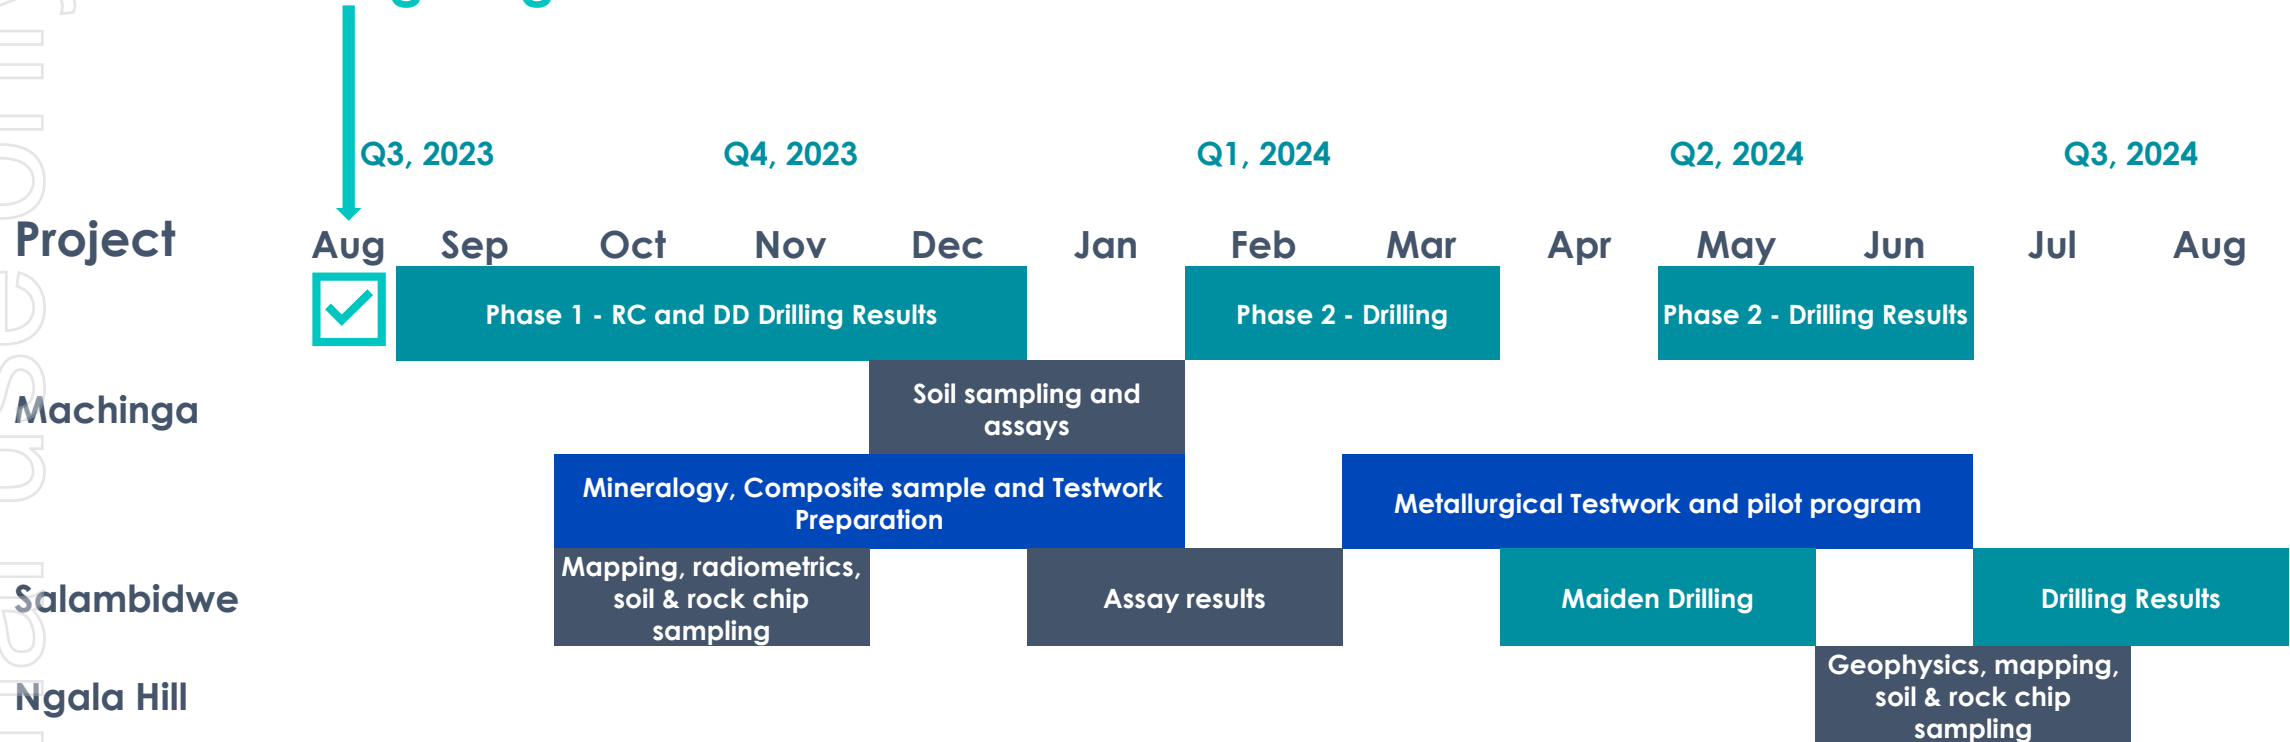 Q3, 2023 Q4, 2023 Q1, 2024 Q2, 2024 Q3, 2024
Project Aug Sep Oct Nov Dec Jan Feb Mar Apr May Jun Jul Aug
Phase 1 - RC and DD Drilling Results Phase 2 - Drilling Phase 2 - Drilling Results
Machinga
Soil sampling and
assays
Mineralogy, Composite sample and Testwork
Preparation
Metallurgical Testwork and pilot program
Salambidwe
Mapping, radiometrics,
soil & rock chip
sampling
Assay results
Maiden Drilling
Drilling Results
Ngala Hill
Geophysics, mapping,
soil & rock chip
sampling